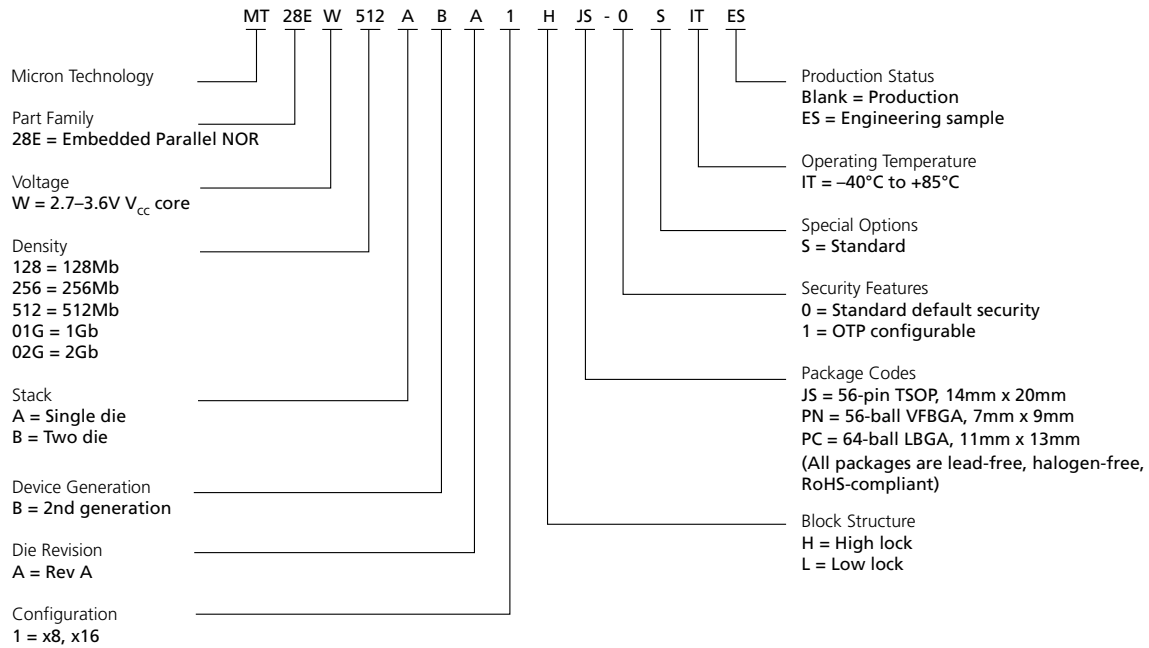 MT 28E W 512 A B A 1 H JS - 0 S IT ES
Micron Technology
Part Family
28E = Embedded Parallel NOR
Voltage
W = 2.7–3.6V Vcc core
Density
128 = 128Mb
256 = 256Mb
512 = 512Mb
01G = 1Gb
02G = 2Gb
Stack
A = Single die
B = Two die
Device Generation
B = 2nd generation
Die Revision
A = Rev A
Configuration
1 = x8, x16
Production Status
Blank = Production
ES = Engineering sample
Operating Temperature
IT = –40°C to +85°C
Special Options
S = Standard
Security Features
0 = Standard default security
1 = OTP configurable
Package Codes
JS = 56-pin TSOP, 14mm x 20mm
PN = 56-ball VFBGA, 7mm x 9mm
PC = 64-ball LBGA, 11mm x 13mm
(All packages are lead-free, halogen-free,
RoHS-compliant)
Block Structure
H = High lock
L = Low lock